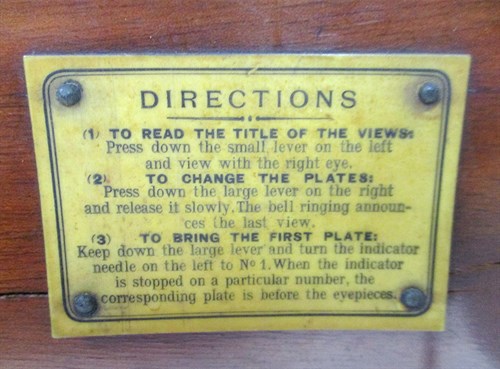 DIRECTIONS
(1) TO READ THE TITLE OF THE VIEWS:
Press down the small lever on the left
and view with the right eye.
(2) TO CHANGE THE PLATES:
Press down the large lever on the right
and release it slowly. The bell ringing announ-
ces the last view.
(3) TO BRING THE FIRST PLATE:
Keep down the large lever and turn the indicator
needle on the left to Nº 1. When the indicator
is stopped on a particular number, the
corresponding plate is before the eyepieces.